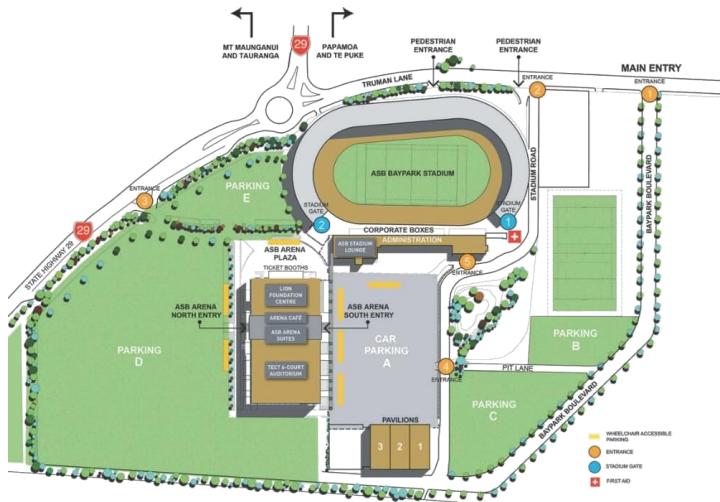 MT MAUNGANUI
AND TAURANGA
29
PAPAMOA
AND TE PUKE
PEDESTRIAN
ENTRANCE
PEDESTRIAN
ENTRANCE
MAIN ENTRY
TRUMAN LANE
ENTRANCE
2
ENTRANCE
1
ASB BAYPARK STADIUM
STADIUM ROAD
BAYPARK BOULEVARD
PARKING
E
ENTRANCE
3
29
STATE HIGHWAY 29
STADIUM
GATE
2
STADIUM
GATE
1
CORPORATE BOXES
ADMINISTRATION
ASB STADIUM
LOUNGE
5
ENTRANCE
ASB ARENA
PLAZA
TICKET BOOTHS
LION
FOUNDATION
CENTRE
ASB ARENA
NORTH ENTRY
ARENA CAFÉ
ASB ARENA
SUITES
ASB ARENA
SOUTH ENTRY
TECT 6-COURT
AUDITORIUM
CAR
PARKING
A
PARKING
D
PARKING
B
4
ENTRANCE
PIT LANE
PARKING
C
BAYPARK BOULEVARD
PAVILIONS
3 2 1
WHEELCHAIR ACCESSIBLE
PARKING
ENTRANCE
STADIUM GATE
FIRST AID